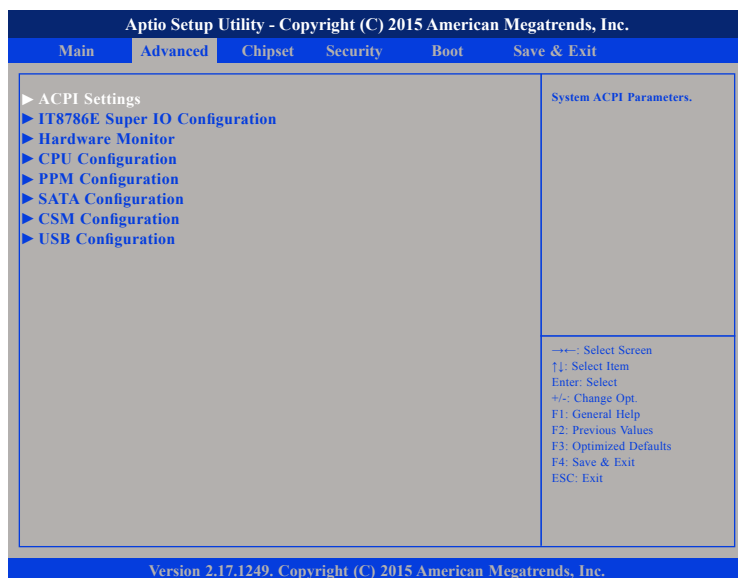 Aptio Setup Utility - Copyright (C) 2015 American Megatrends, Inc.
Main Advanced Chipset Security Boot Save & Exit
► ACPI Settings
► IT8786E Super IO Configuration
► Hardware Monitor
► CPU Configuration
► PPM Configuration
► SATA Configuration
► CSM Configuration
► USB Configuration
System ACPI Parameters.
→←: Select Screen
↑↓: Select Item
Enter: Select
+/-: Change Opt.
F1: General Help
F2: Previous Values
F3: Optimized Defaults
F4: Save & Exit
ESC: Exit
Version 2.17.1249. Copyright (C) 2015 American Megatrends, Inc.